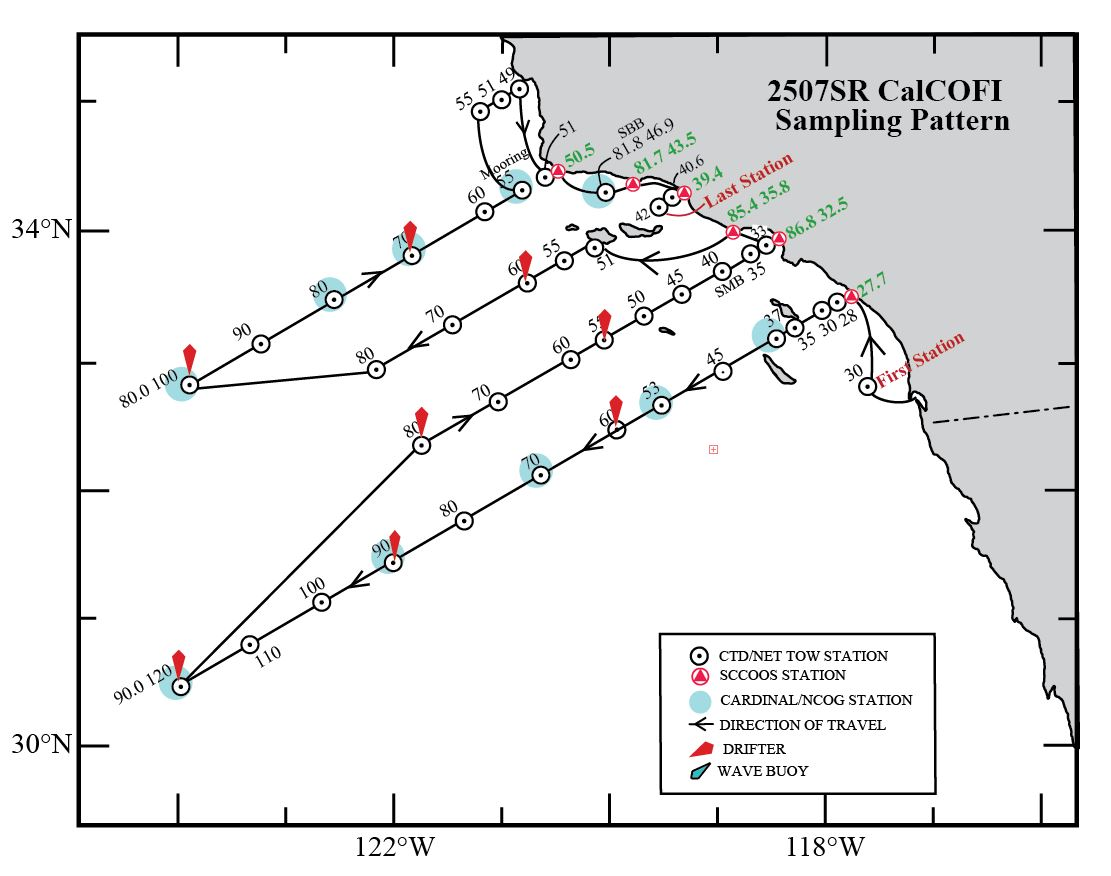 2507SR CalCOFI
Sampling Pattern
55 51 49
51
SBB
81.8 46.9
50.5
81.7 43.5
40.6
39.4
Last Station
Mooring
55
60
70
80
90
80.0 100
42
85.4 35.8
86.8 32.5
34°N
51
55
60
70
80
33
35
SMB
40
45
50
55
60
70
80
27.7
28
30
35
37
45
53
60
70
80
90
100
110
90.0 120
30
First Station
30°N
122°W
118°W
CTD/NET TOW STATION
SCCOOS STATION
CARDINAL/NCOG STATION
DIRECTION OF TRAVEL
DRIFTER
WAVE BUOY